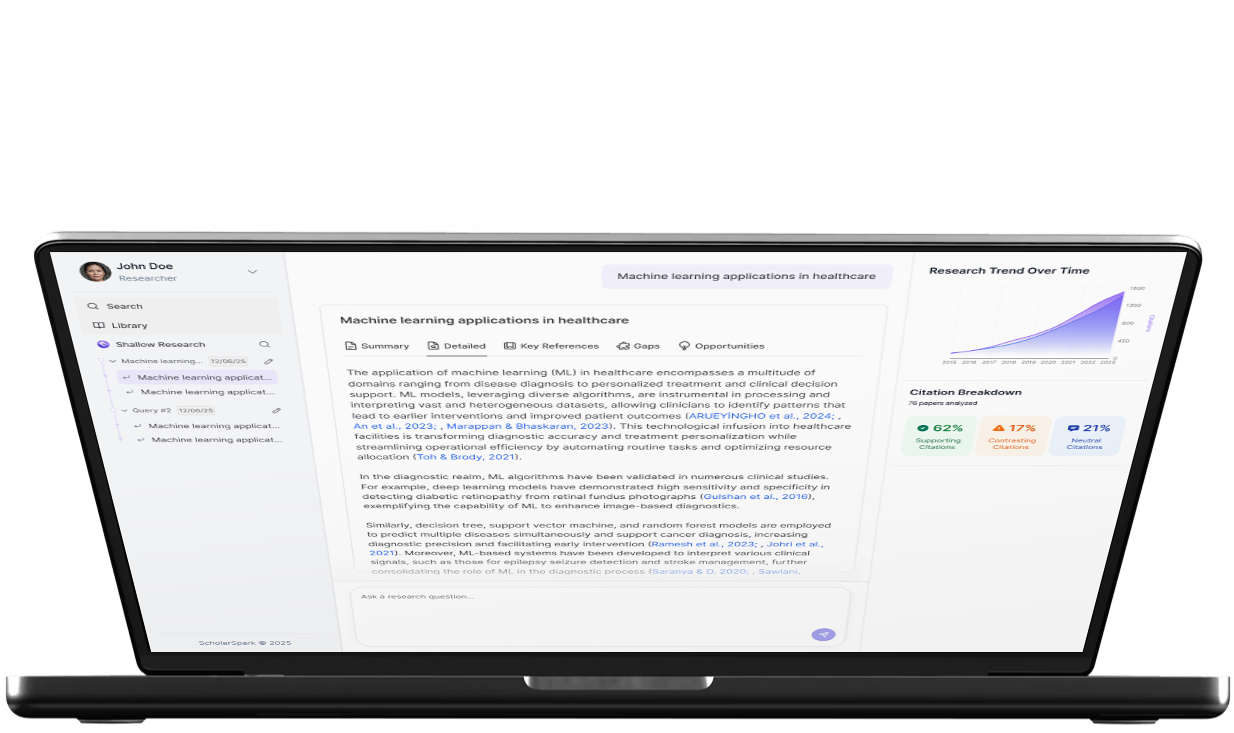 John Doe
Researcher
Search
Library
Shallow Research
Machine learning... 12/06/25
Machine learning applicat...
Machine learning applicat...
Query #2 12/06/25
Machine learning applicat...
Machine learning applicat...
ScholarSpark © 2025
Machine learning applications in healthcare
Machine learning applications in healthcare
Summary Detailed Key References Gaps Opportunities
The application of machine learning (ML) in healthcare encompasses a multitude of
domains ranging from disease diagnosis to personalized treatment and clinical decision
support. ML models, leveraging diverse algorithms, are instrumental in processing and
interpreting vast and heterogeneous datasets, allowing clinicians to identify patterns that
lead to earlier interventions and improved patient outcomes (ARUEYİNGHO et al., 2024; ,
An et al., 2023; , Marappan & Bhaskaran, 2023). This technological infusion into healthcare
facilities is transforming diagnostic accuracy and treatment personalization while
streamlining operational efficiency by automating routine tasks and optimizing resource
allocation (Toh & Brody, 2021).
In the diagnostic realm, ML algorithms have been validated in numerous clinical studies.
For example, deep learning models have demonstrated high sensitivity and specificity in
detecting diabetic retinopathy from retinal fundus photographs (Gulshan et al., 2016),
exemplifying the capability of ML to enhance image-based diagnostics.
Similarly, decision tree, support vector machine, and random forest models are employed
to predict multiple diseases simultaneously and support cancer diagnosis, increasing
diagnostic precision and facilitating early intervention (Ramesh et al., 2023; , Johri et al.,
2021). Moreover, ML-based systems have been developed to interpret various clinical
signals, such as those for epilepsy seizure detection and stroke management, further
consolidating the role of ML in the diagnostic process (Saranya & D, 2020; , Sawlani,
Ask a research question...
Research Trend Over Time
1800
1350
900
450
0
Citations
2015 2016 2017 2018 2019 2020 2021 2022 2023
Citation Breakdown
76 papers analyzed
62% 17% 21%
Supporting Contrasting Neutral
Citations Citations Citations